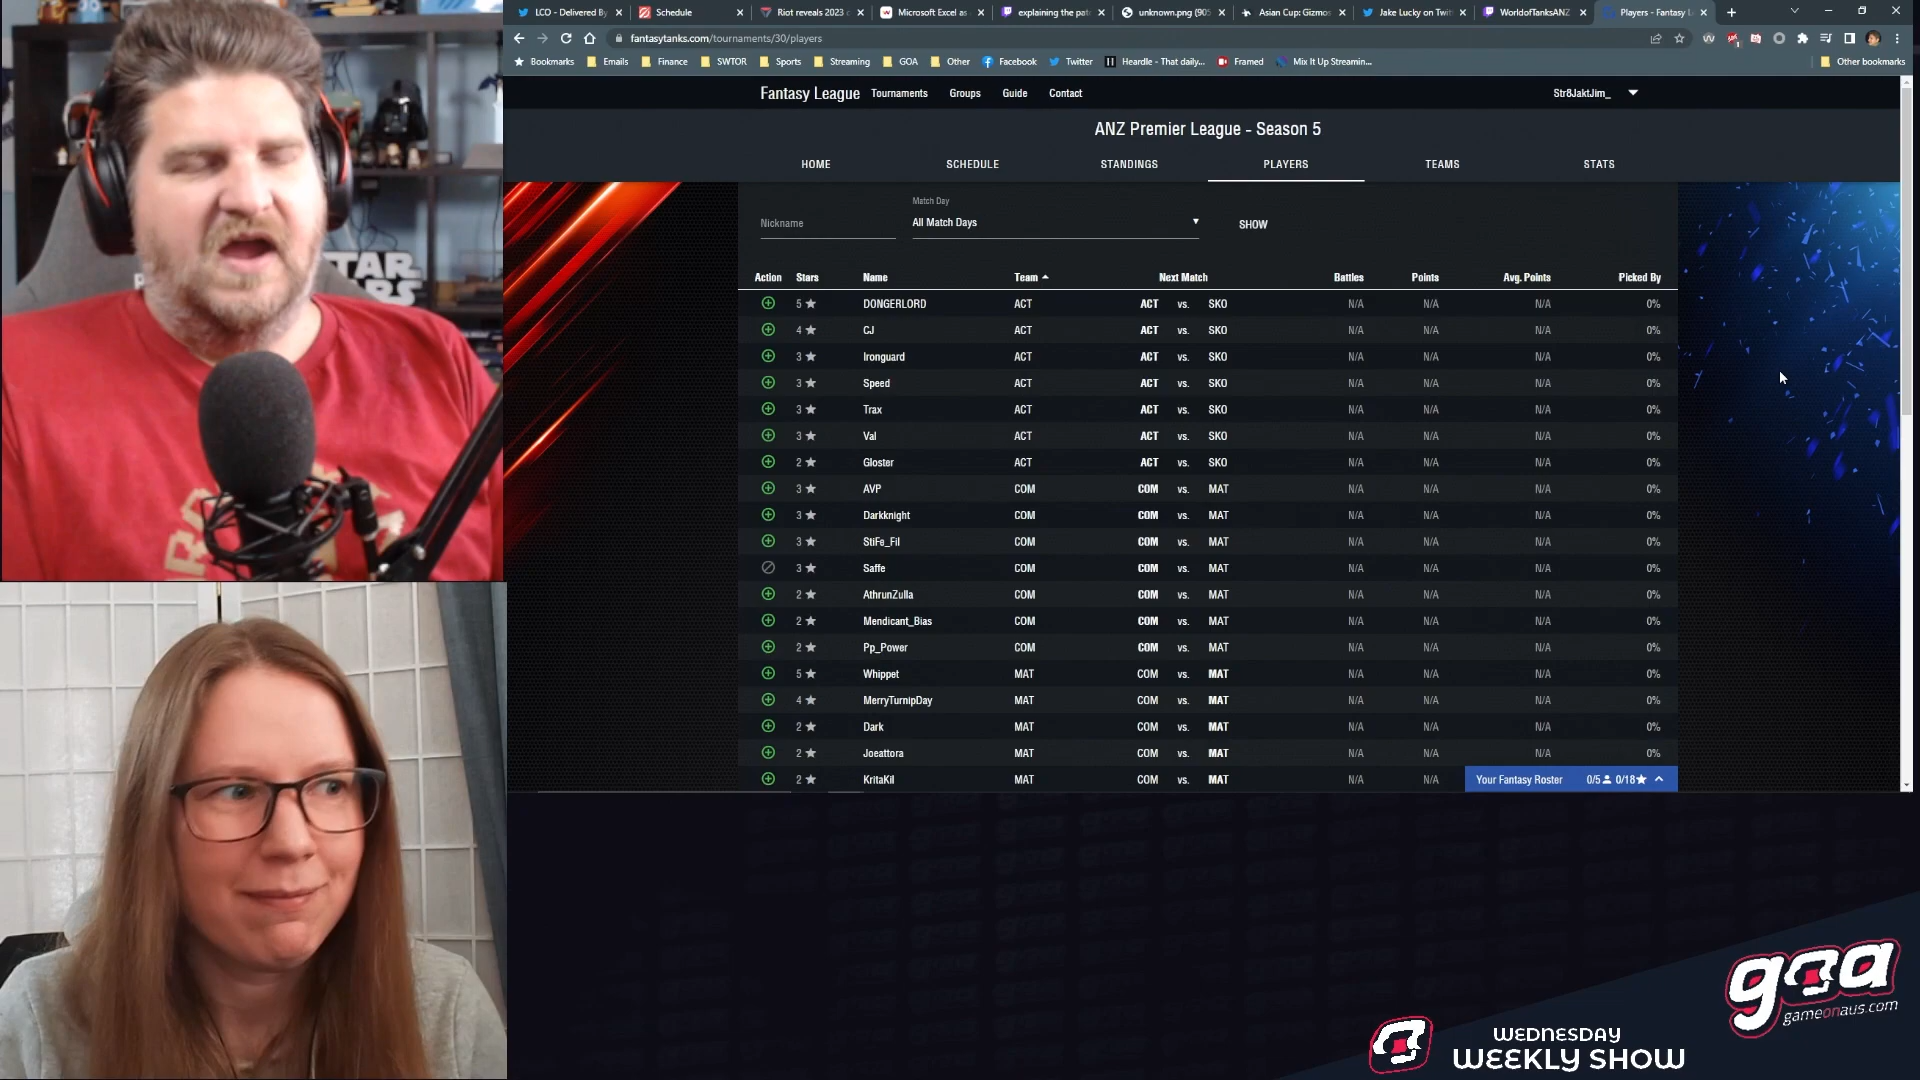 LCO - Delivered By
Schedule
Riot reveals 2023
Microsoft Excel as
explaining the pat
unknown.png (905
Asian Cup: Gizmo
Jake Lucky on Twit
WorldofTanksANZ
Players - Fantasy L
fantasytanks.com/tournaments/30/players
Bookmarks Emails Finance SWTOR Sports Streaming GOA Other Facebook Twitter Heardle - That daily... Framed Mix It Up Streamin... Other bookmarks
Fantasy League Tournaments Groups Guide Contact Str8JaktJim_
ANZ Premier League - Season 5
HOME SCHEDULE STANDINGS PLAYERS TEAMS STATS
Match Day
Nickname All Match Days SHOW
Action Stars Name Team Next Match Battles Points Avg. Points Picked By
5 DONGERLORD ACT ACT vs. SKO N/A N/A N/A 0%
4 CJ ACT ACT vs. SKO N/A N/A N/A 0%
3 Ironguard ACT ACT vs. SKO N/A N/A N/A 0%
3 Speed ACT ACT vs. SKO N/A N/A N/A 0%
3 Trax ACT ACT vs. SKO N/A N/A N/A 0%
3 Val ACT ACT vs. SKO N/A N/A N/A 0%
2 Gloster ACT ACT vs. SKO N/A N/A N/A 0%
3 AVP COM COM vs. MAT N/A N/A N/A 0%
3 Darkknight COM COM vs. MAT N/A N/A N/A 0%
3 StiFe_Fil COM COM vs. MAT N/A N/A N/A 0%
3 Saffe COM COM vs. MAT N/A N/A N/A 0%
2 AthrunZulla COM COM vs. MAT N/A N/A N/A 0%
2 Mendicant_Bias COM COM vs. MAT N/A N/A N/A 0%
2 Pp_Power COM COM vs. MAT N/A N/A N/A 0%
5 Whippet MAT COM vs. MAT N/A N/A N/A 0%
4 MerryTurnipDay MAT COM vs. MAT N/A N/A N/A 0%
2 Dark MAT COM vs. MAT N/A N/A N/A 0%
2 Joeattora MAT COM vs. MAT N/A N/A N/A 0%
2 KritaKil MAT COM vs. MAT N/A Your Fantasy Roster 0/5 0/18
STAR
WARS
goa
gameonaus.com
WEDNESDAY
WEEKLY SHOW